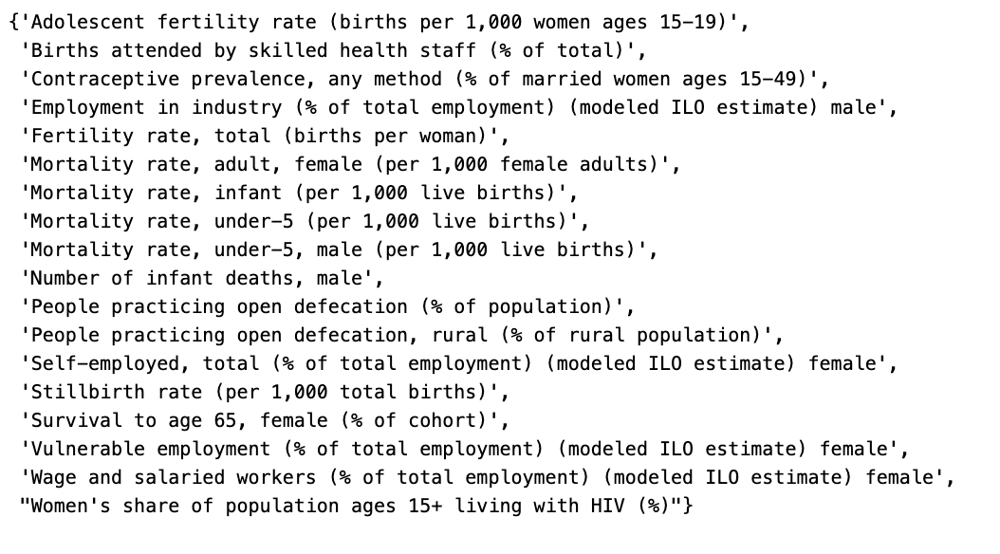 {'Adolescent fertility rate (births per 1,000 women ages 15-19)',
'Births attended by skilled health staff (% of total)',
'Contraceptive prevalence, any method (% of married women ages 15-49)',
'Employment in industry (% of total employment) (modeled ILO estimate) male',
'Fertility rate, total (births per woman)',
'Mortality rate, adult, female (per 1,000 female adults)',
'Mortality rate, infant (per 1,000 live births)',
'Mortality rate, under-5 (per 1,000 live births)',
'Mortality rate, under-5, male (per 1,000 live births)',
'Number of infant deaths, male',
'People practicing open defecation (% of population)',
'People practicing open defecation, rural (% of rural population)',
'Self-employed, total (% of total employment) (modeled ILO estimate) female',
'Stillbirth rate (per 1,000 total births)',
'Survival to age 65, female (% of cohort)',
'Vulnerable employment (% of total employment) (modeled ILO estimate) female',
'Wage and salaried workers (% of total employment) (modeled ILO estimate) female',
"Women's share of population ages 15+ living with HIV (%)"}